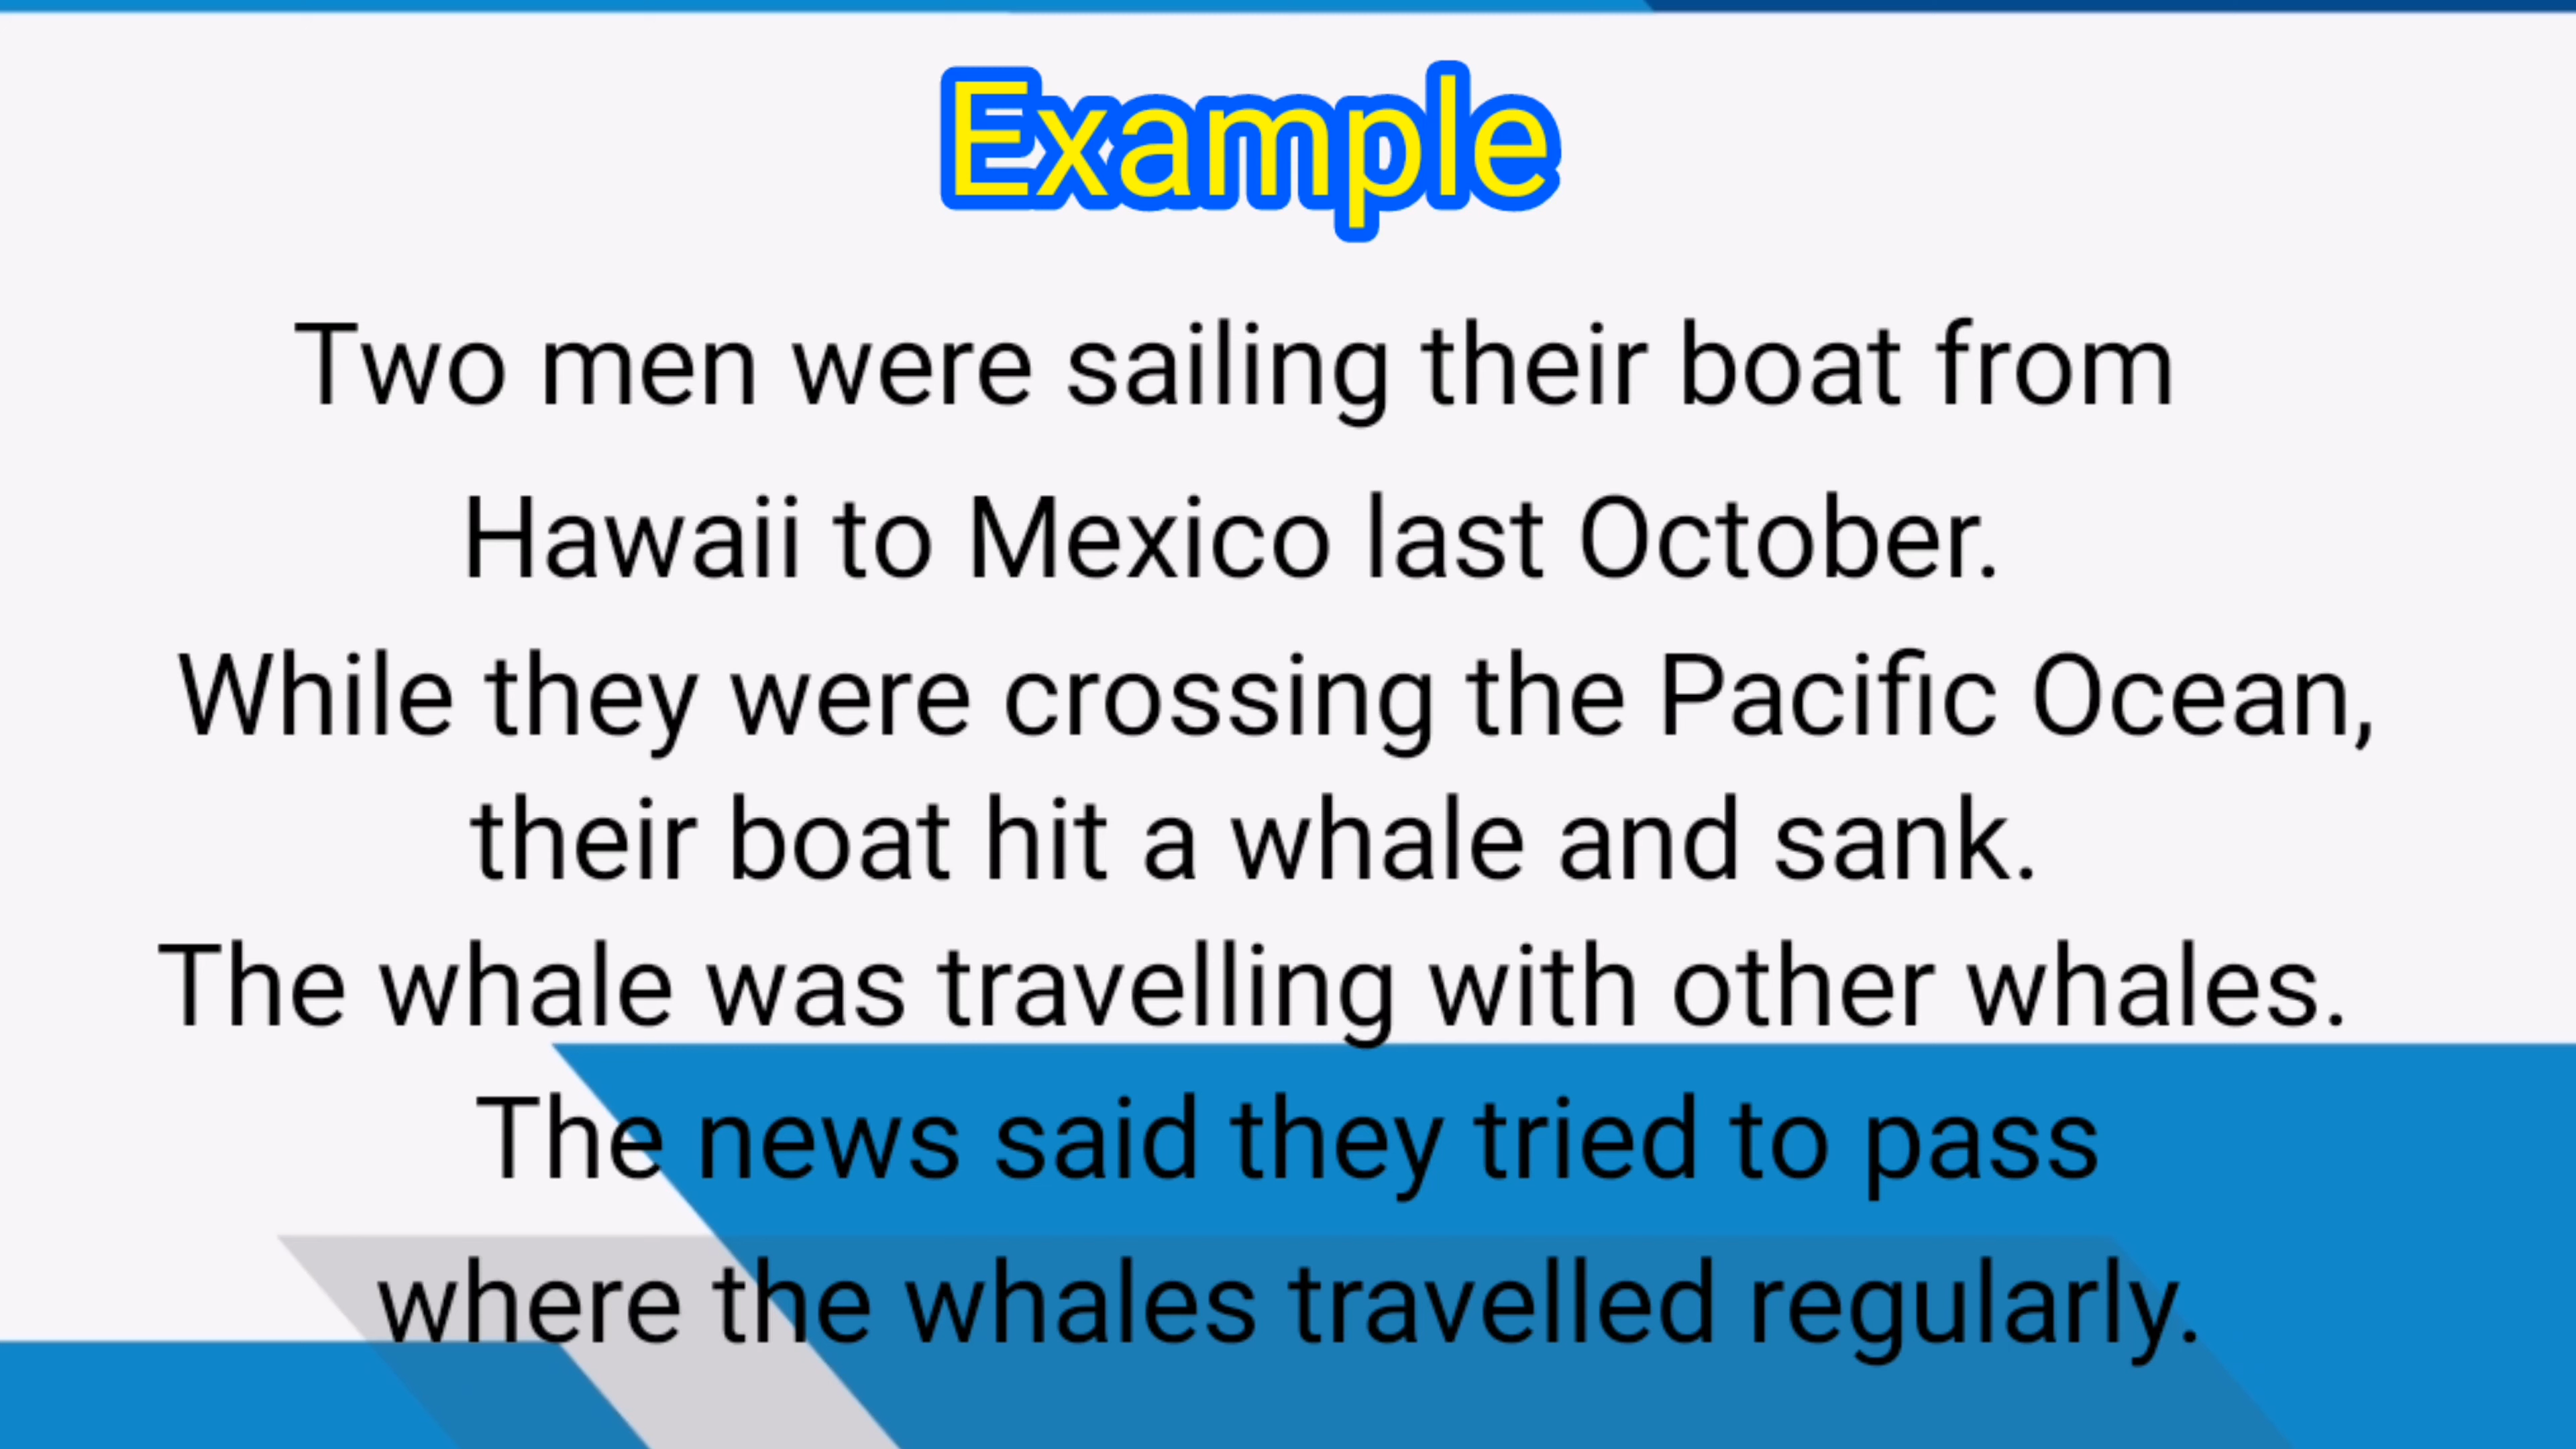 Example
Two men were sailing their boat from
Hawaii to Mexico last October.
While they were crossing the Pacific Ocean,
their boat hit a whale and sank.
The whale was travelling with other whales.
The news said they tried to pass
where the whales travelled regularly.